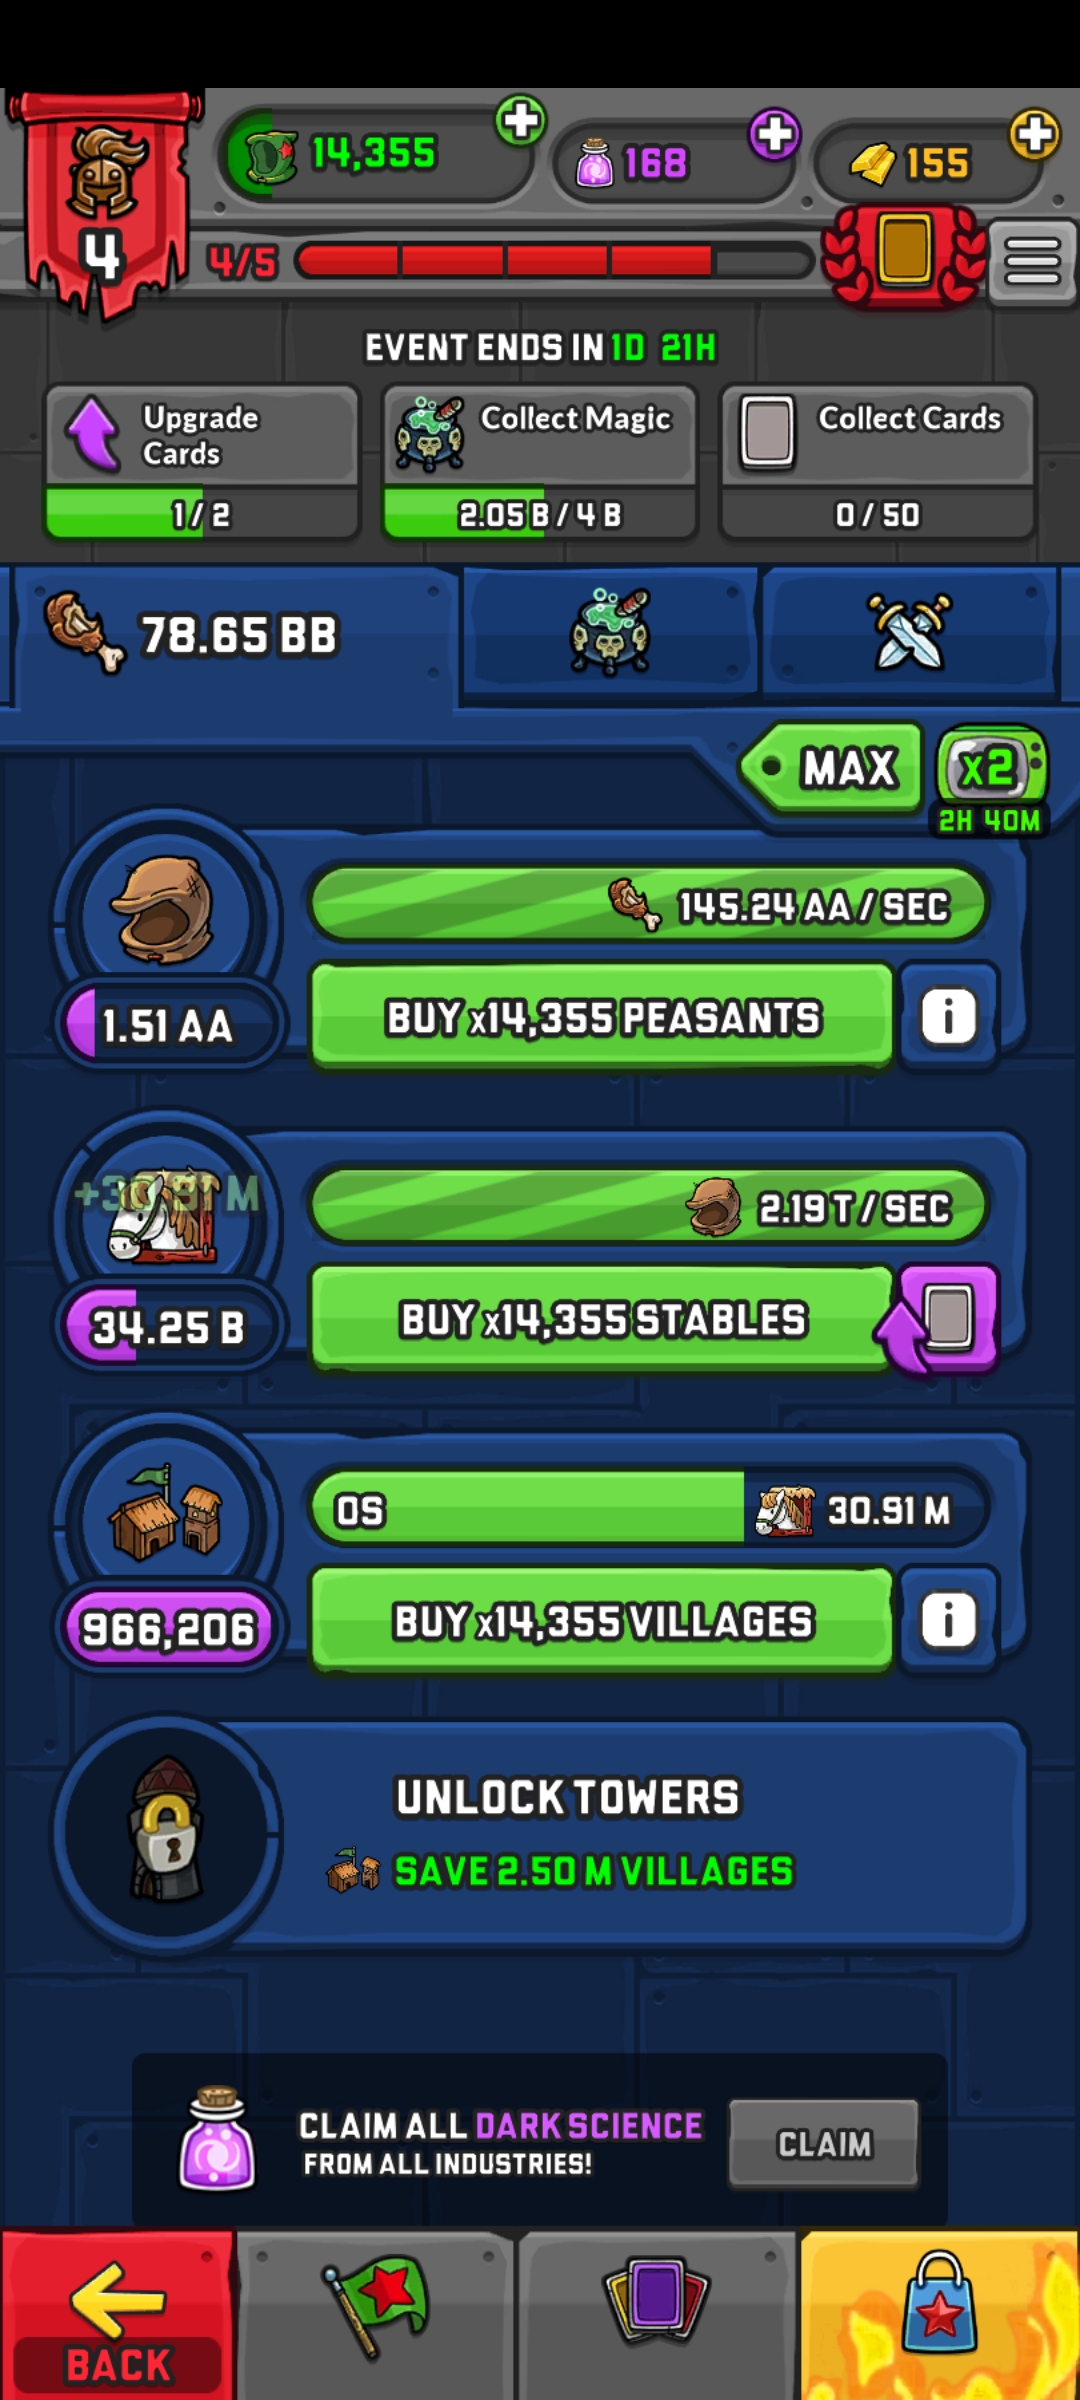 14,355
168
155
4
4/5
EVENT ENDS IN 1D 21H
Upgrade
Cards
1/2
Collect Magic
2.05 B / 4 B
Collect Cards
0 / 50
78.65 BB
MAX
x2
2H 40M
145.24 AA / SEC
1.51 AA
BUY x14,355 PEASANTS
i
+30.91 M
2.19 T / SEC
34.25 B
BUY x14,355 STABLES
0S
30.91 M
966,206
BUY x14,355 VILLAGES
i
UNLOCK TOWERS
SAVE 2.50 M VILLAGES
CLAIM ALL DARK SCIENCE
FROM ALL INDUSTRIES!
CLAIM
BACK